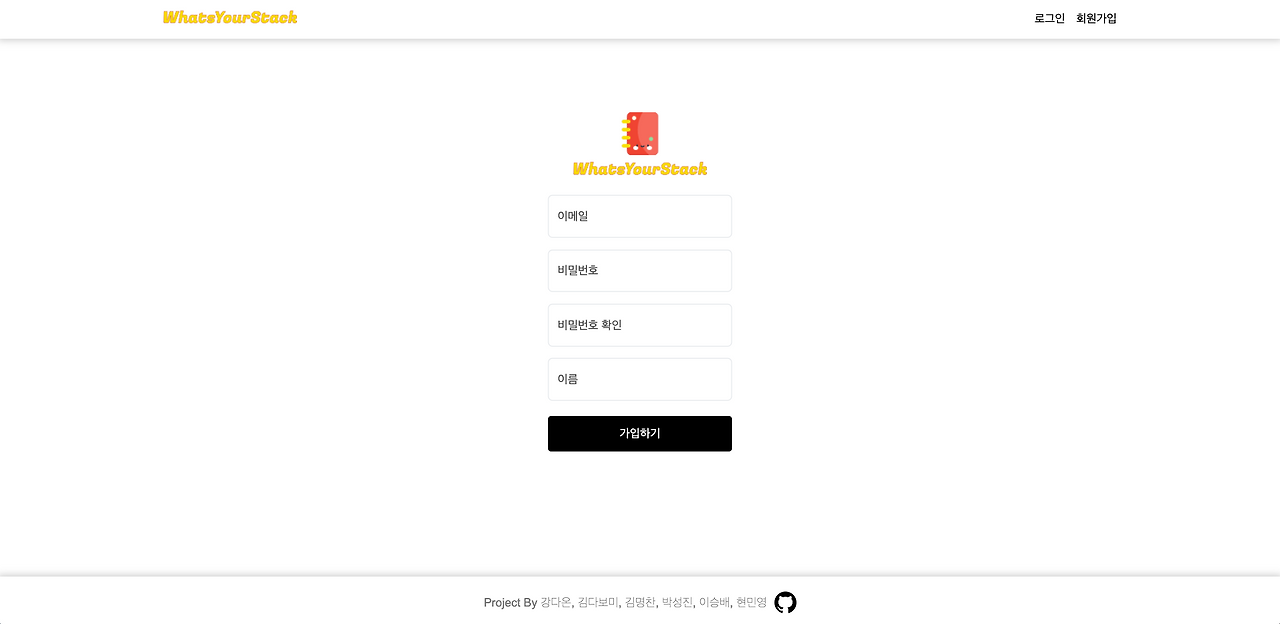 WhatsYourStack
로그인 회원가입
WhatsYourStack
이메일
비밀번호
비밀번호 확인
이름
가입하기
Project By 강다온, 김다보미, 김명찬, 박성진, 이승배, 현민영